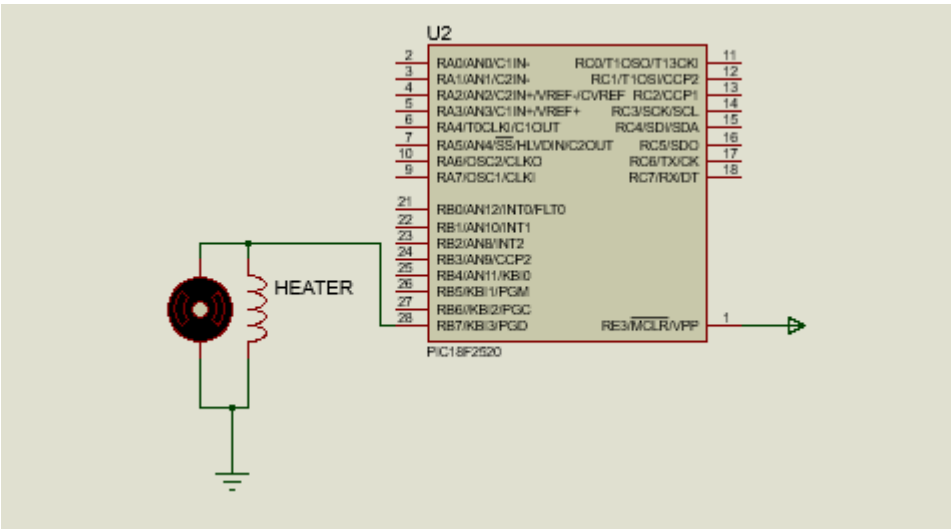 U2
2 RA0/AN0/C1IN- RC0/T1OSO/T13CKI 11
3 RA1/AN1/C2IN- RC1/T1OSI/CCP2 12
4 RA2/AN2/C2IN+/VREF-/CVREF RC2/CCP1 13
5 RA3/AN3/C1IN+/VREF+ RC3/SCK/SCL 14
6 RA4/T0CLKI/C1OUT RC4/SDI/SDA 15
7 RA5/AN4/SS/HLVDIN/C2OUT RC5/SDO 16
10 RA6/OSC2/CLKO RC6/TX/CK 17
9 RA7/OSC1/CLKI RC7/RX/DT 18
21 RB0/AN12/INT0/FLT0
22 RB1/AN10/INT1
23 RB2/AN8/INT2
24 RB3/AN9/CCP2
25 RB4/AN11/KBI0
26 RB5/KBI1/PGM
27 RB6//KBI2/PGC
28 RB7/KBI3/PGD RE3/MCLR/VPP 1
HEATER
PIC18F2520